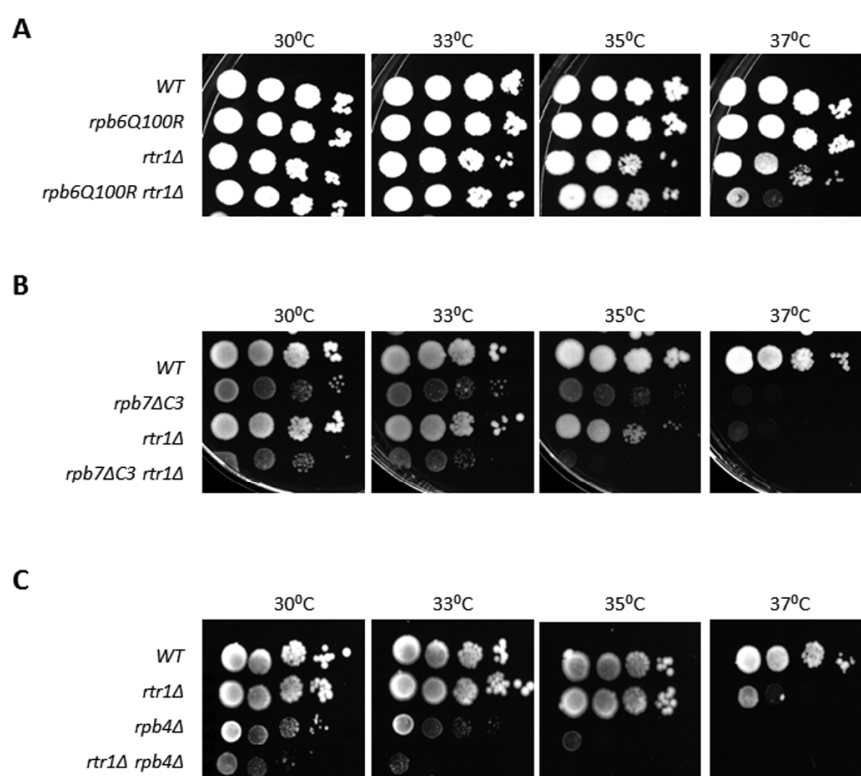 A
30⁰C 33⁰C 35⁰C 37⁰C
WT
rpb6Q100R
rtr1Δ
rpb6Q100R rtr1Δ
B
30⁰C 33⁰C 35⁰C 37⁰C
WT
rpb7ΔC3
rtr1Δ
rpb7ΔC3 rtr1Δ
C
30⁰C 33⁰C 35⁰C 37⁰C
WT
rtr1Δ
rpb4Δ
rtr1Δ rpb4Δ